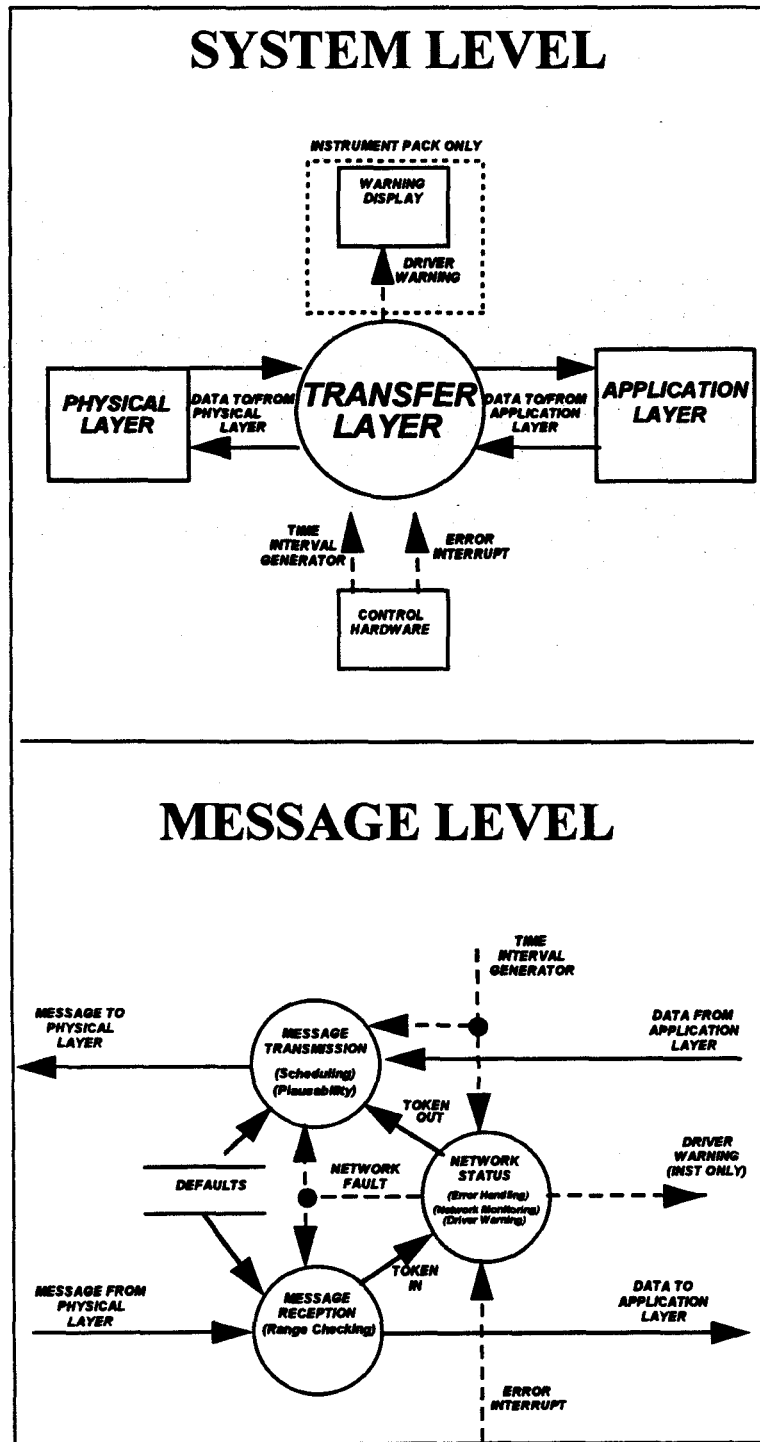 SYSTEM LEVEL
INSTRUMENT PACK ONLY
WARNING
DISPLAY
DRIVER
WARNING
PHYSICAL
LAYER
DATA TO/FROM
PHYSICAL
LAYER
TRANSFER
LAYER
DATA TO/FROM
APPLICATION
LAYER
APPLICATION
LAYER
TIME
INTERVAL
GENERATOR
ERROR
INTERRUPT
CONTROL
HARDWARE
MESSAGE LEVEL
TIME
INTERVAL
GENERATOR
MESSAGE TO
PHYSICAL
LAYER
MESSAGE
TRANSMISSION
(Scheduling)
(Plausability)
DATA FROM
APPLICATION
LAYER
TOKEN
OUT
DEFAULTS
NETWORK
FAULT
NETWORK
STATUS
(Error Handling)
(Network Monitoring)
(Driver Warning)
DRIVER
WARNING
(INST ONLY)
MESSAGE FROM
PHYSICAL
LAYER
MESSAGE
RECEPTION
(Range Checking)
TOKEN
IN
DATA TO
APPLICATION
LAYER
ERROR
INTERRUPT